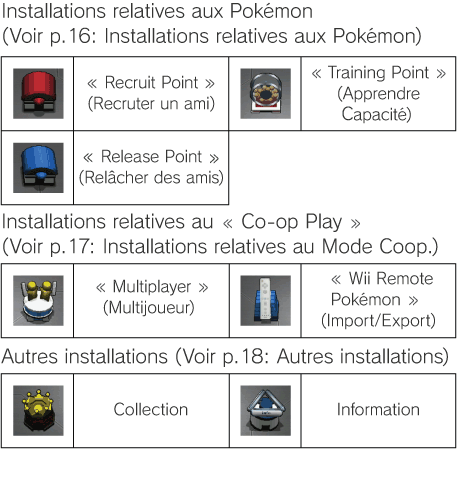 Installations relatives aux Pokémon
(Voir p.16: Installations relatives aux Pokémon)
« Recruit Point »
(Recruter un ami)
« Training Point »
(Apprendre
Capacité)
« Release Point »
(Relâcher des amis)
Installations relatives au « Co-op Play »
(Voir p.17: Installations relatives au Mode Coop.)
« Multiplayer »
(Multijoueur)
« Wii Remote
Pokémon »
(Import/Export)
Autres installations (Voir p.18: Autres installations)
Collection
Information